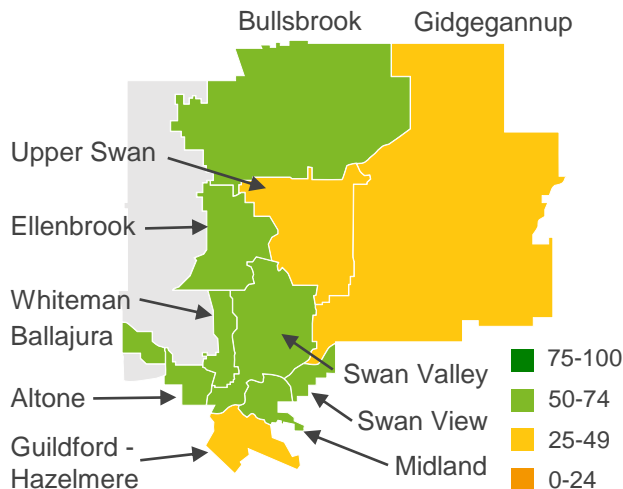 Bullsbrook
Gidgegannup
Upper Swan
Ellenbrook
Whiteman
Ballajura
Altone
Guildford -
Hazelmere
Swan Valley
Swan View
Midland
75-100
50-74
25-49
0-24